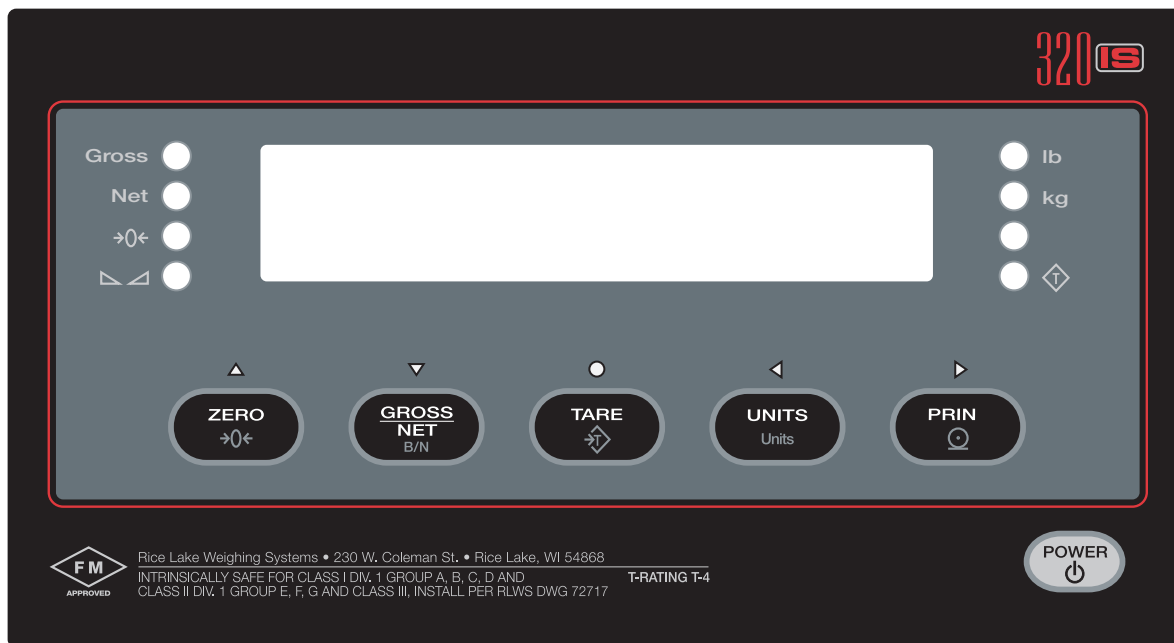 320 IS
Gross
Net
→0←
lb
kg
T
ZERO
→0←
GROSS
NET
B/N
TARE
T
UNITS
Units
PRIN
FM
APPROVED
Rice Lake Weighing Systems • 230 W. Coleman St. • Rice Lake, WI 54868
INTRINSICALLY SAFE FOR CLASS I DIV. 1 GROUP A, B, C, D AND T-RATING T-4
CLASS II DIV. 1 GROUP E, F, G AND CLASS III, INSTALL PER RLWS DWG 72717
POWER